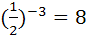 (1/2)⁻³ = 8